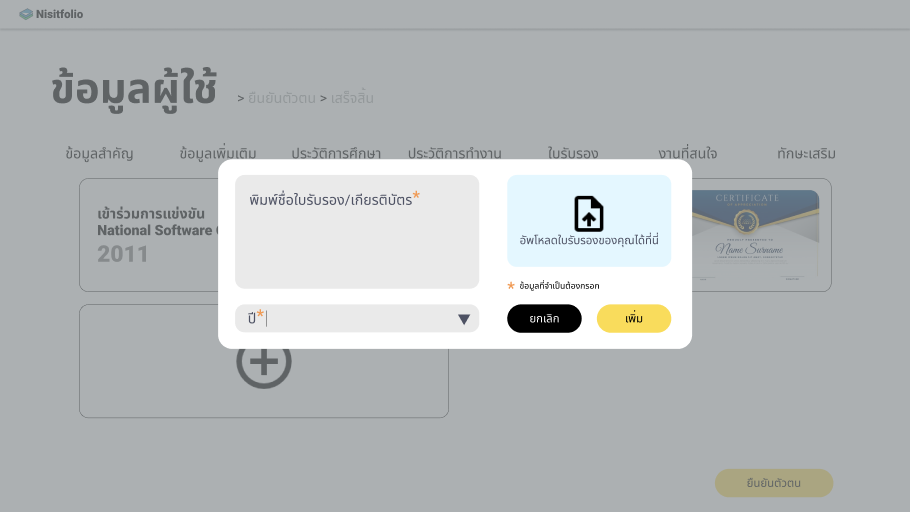 Nisitfolio
ข้อมูลผู้ใช้ > ยืนยันตัวตน > เสร็จสิ้น
ข้อมูลสำคัญ ข้อมูลเพิ่มเติม ประวัติการศึกษา ประวัติการทำงาน ใบรับรอง งานที่สนใจ ทักษะเสริม
เข้าร่วมการแข่งขัน
National Software C
2011
CERTIFICATE
Name Surname
พิมพ์ชื่อใบรับรอง/เกียรติบัตร*
อัพโหลดใบรับรองของคุณได้ที่นี่
* ข้อมูลที่จำเป็นต้องกรอก
ปี*
ยกเลิก
เพิ่ม
ยืนยันตัวตน